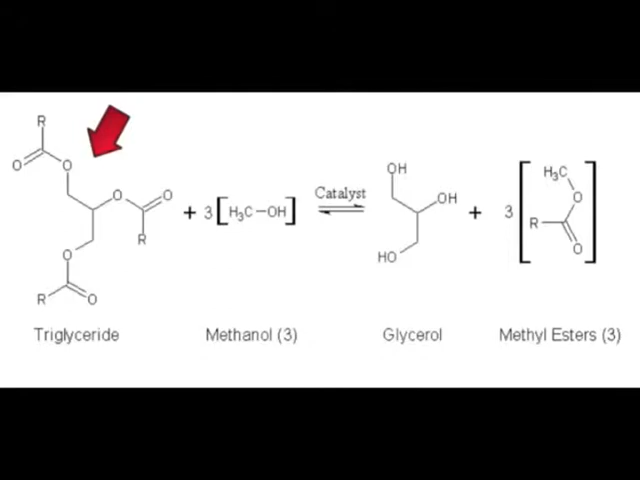 R
O
O
O
O
R
O
R
O
+
3
[
H₃C−OH
]
Catalyst
OH
OH
HO
+
3
H₃C
O
R
O
Triglyceride
Methanol (3)
Glycerol
Methyl Esters (3)